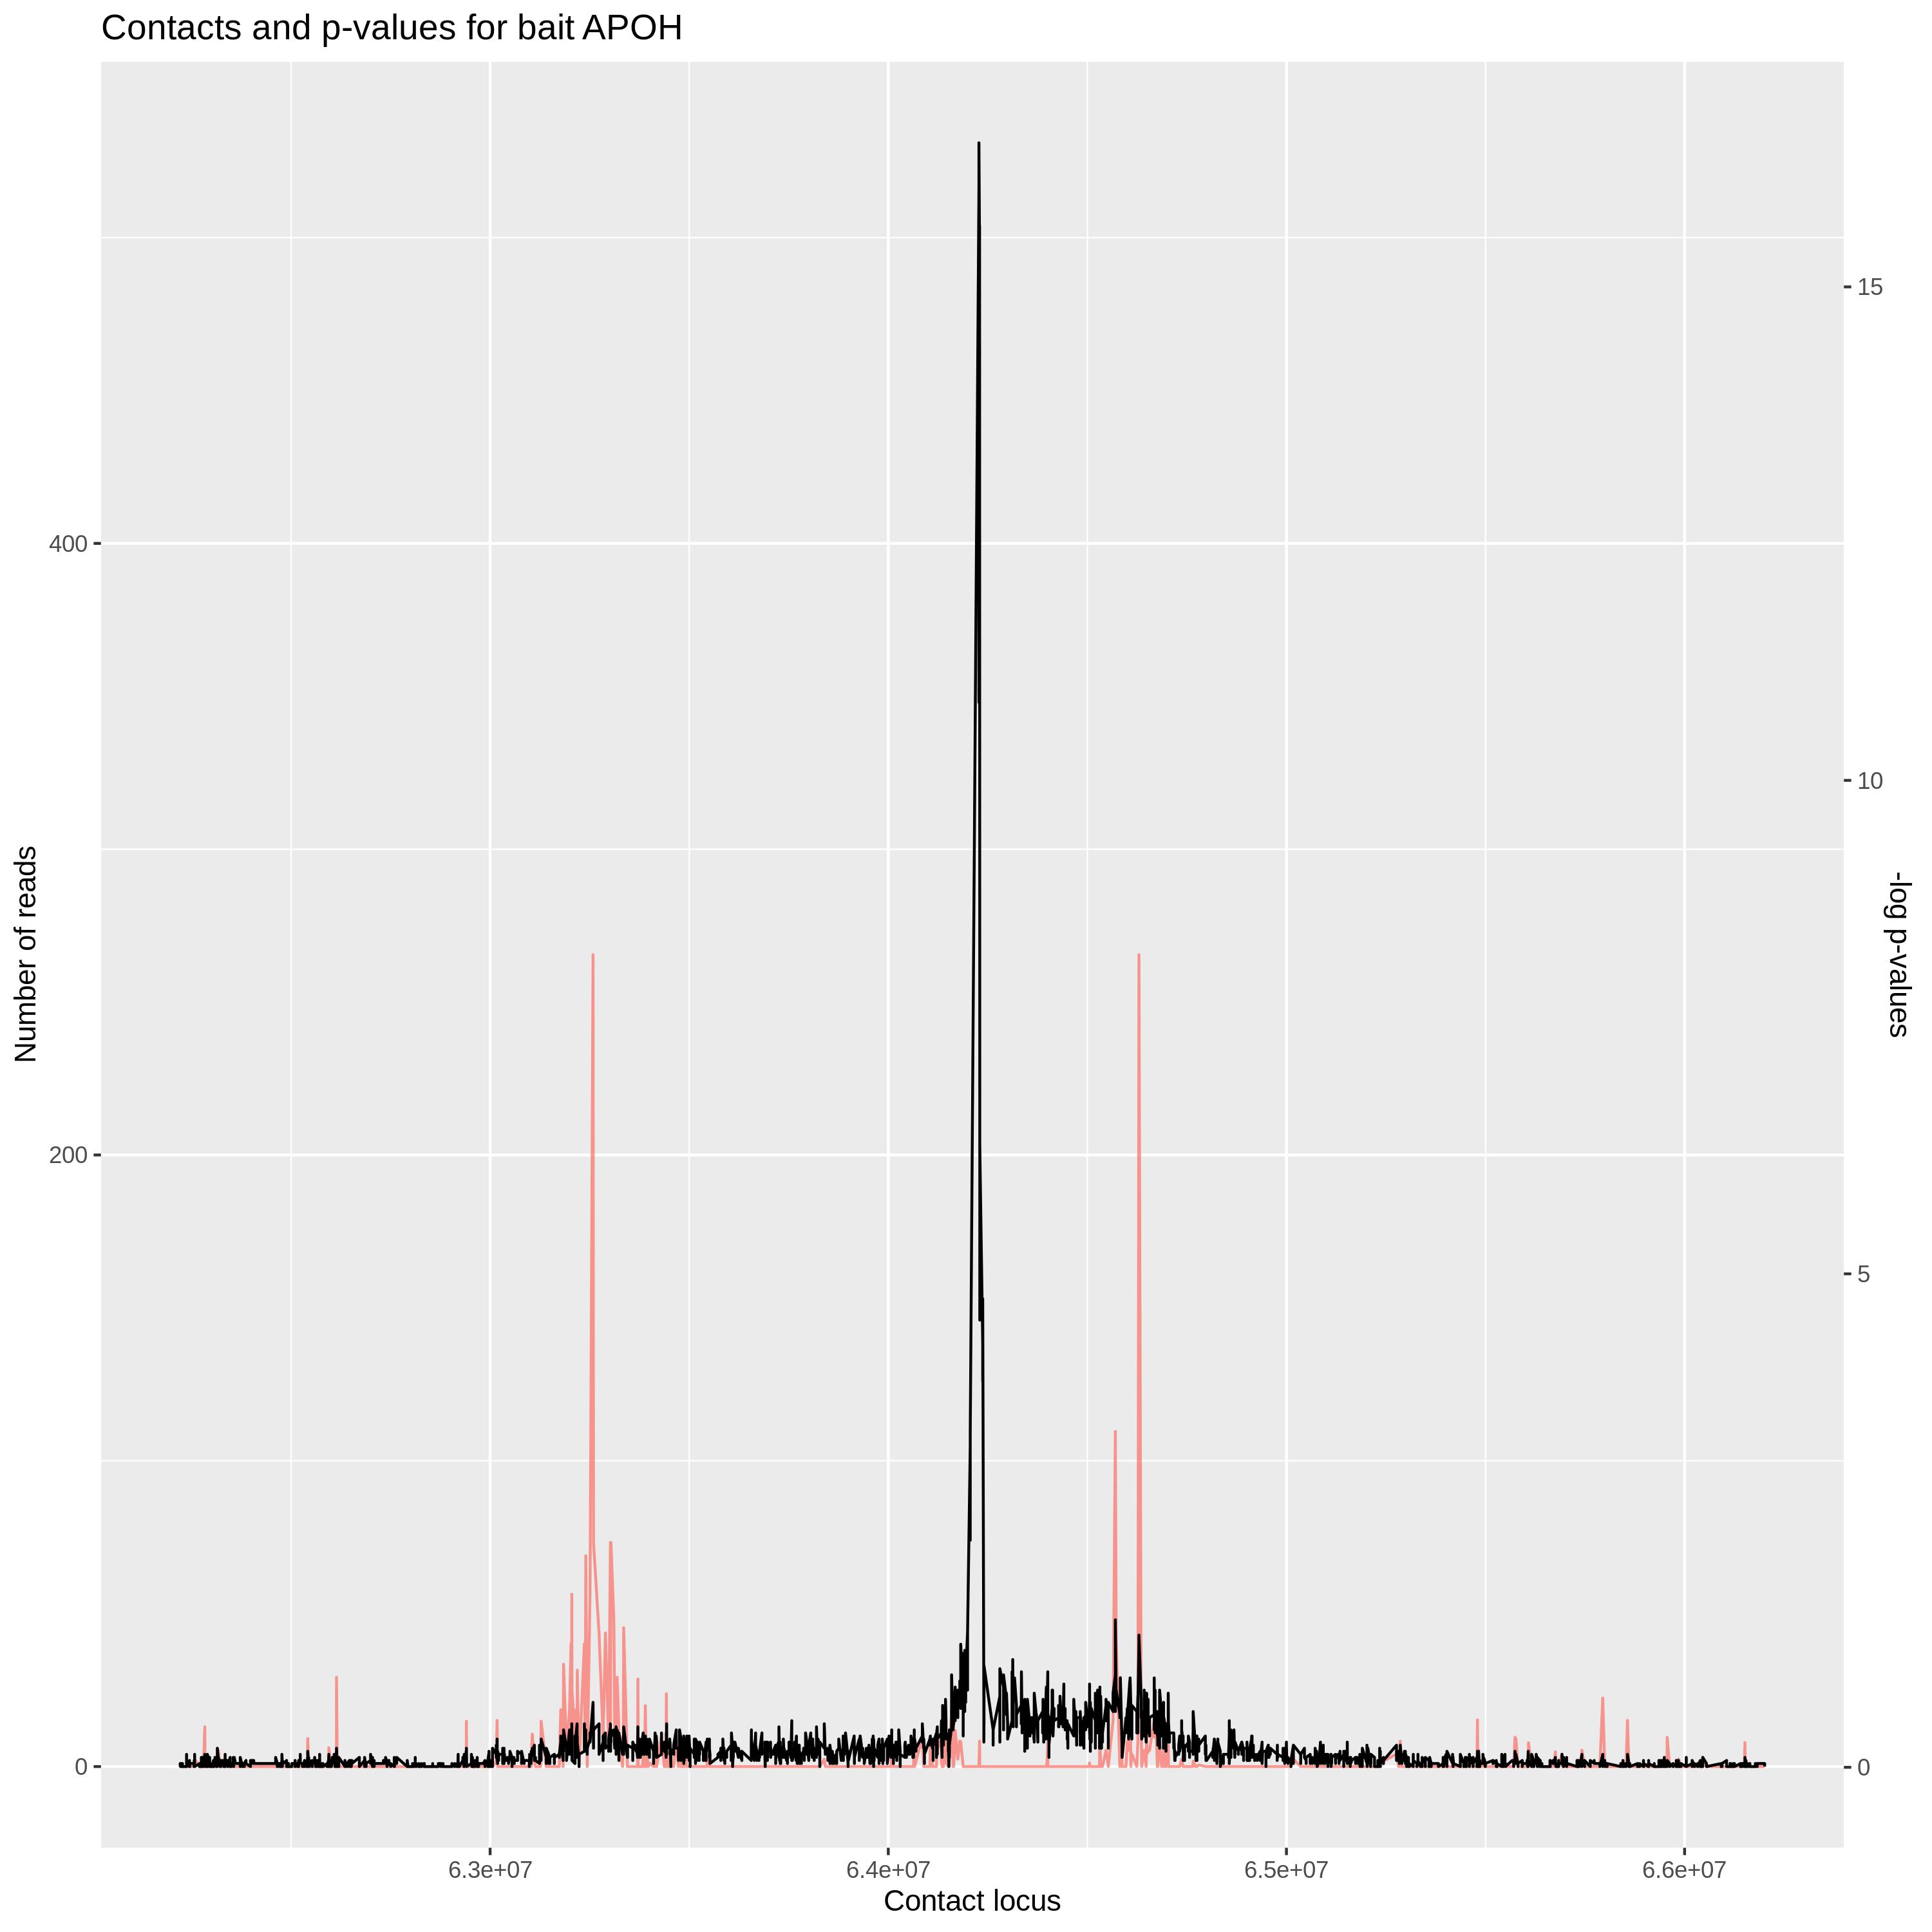 Contacts and p-values for bait APOH
400
200
0
15
10
5
0
Number of reads
-log p-values
6.3e+07 6.4e+07 6.5e+07 6.6e+07
Contact locus